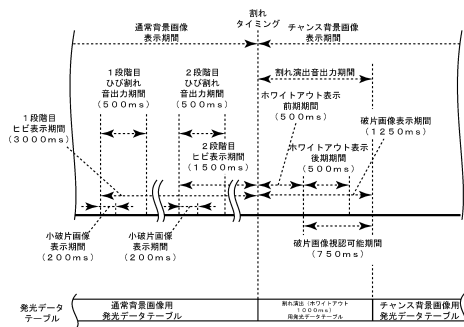 通常背景画像
表示期間
割れ
タイミング
チャンス背景画像
表示期間
1段階目
ひび割れ
音出力期間
(500ms)
2段階目
ひび割れ
音出力期間
(500ms)
割れ演出音出力期間
ホワイトアウト表示
前期期間
(500ms)
1段階目
ヒビ表示期間
(3000ms)
破片画像表示期間
(1250ms)
2段階目
ヒビ表示期間
(1500ms)
ホワイトアウト表示
後期期間
(500ms)
小破片画像
表示期間
(200ms)
小破片画像
表示期間
(200ms)
破片画像視認可能期間
(750ms)
発光データ
テーブル
通常背景画像用
発光データテーブル
割れ演出(ホワイトアウト
1000ms)
用発光データテーブル
チャンス背景画像用
発光データテーブル